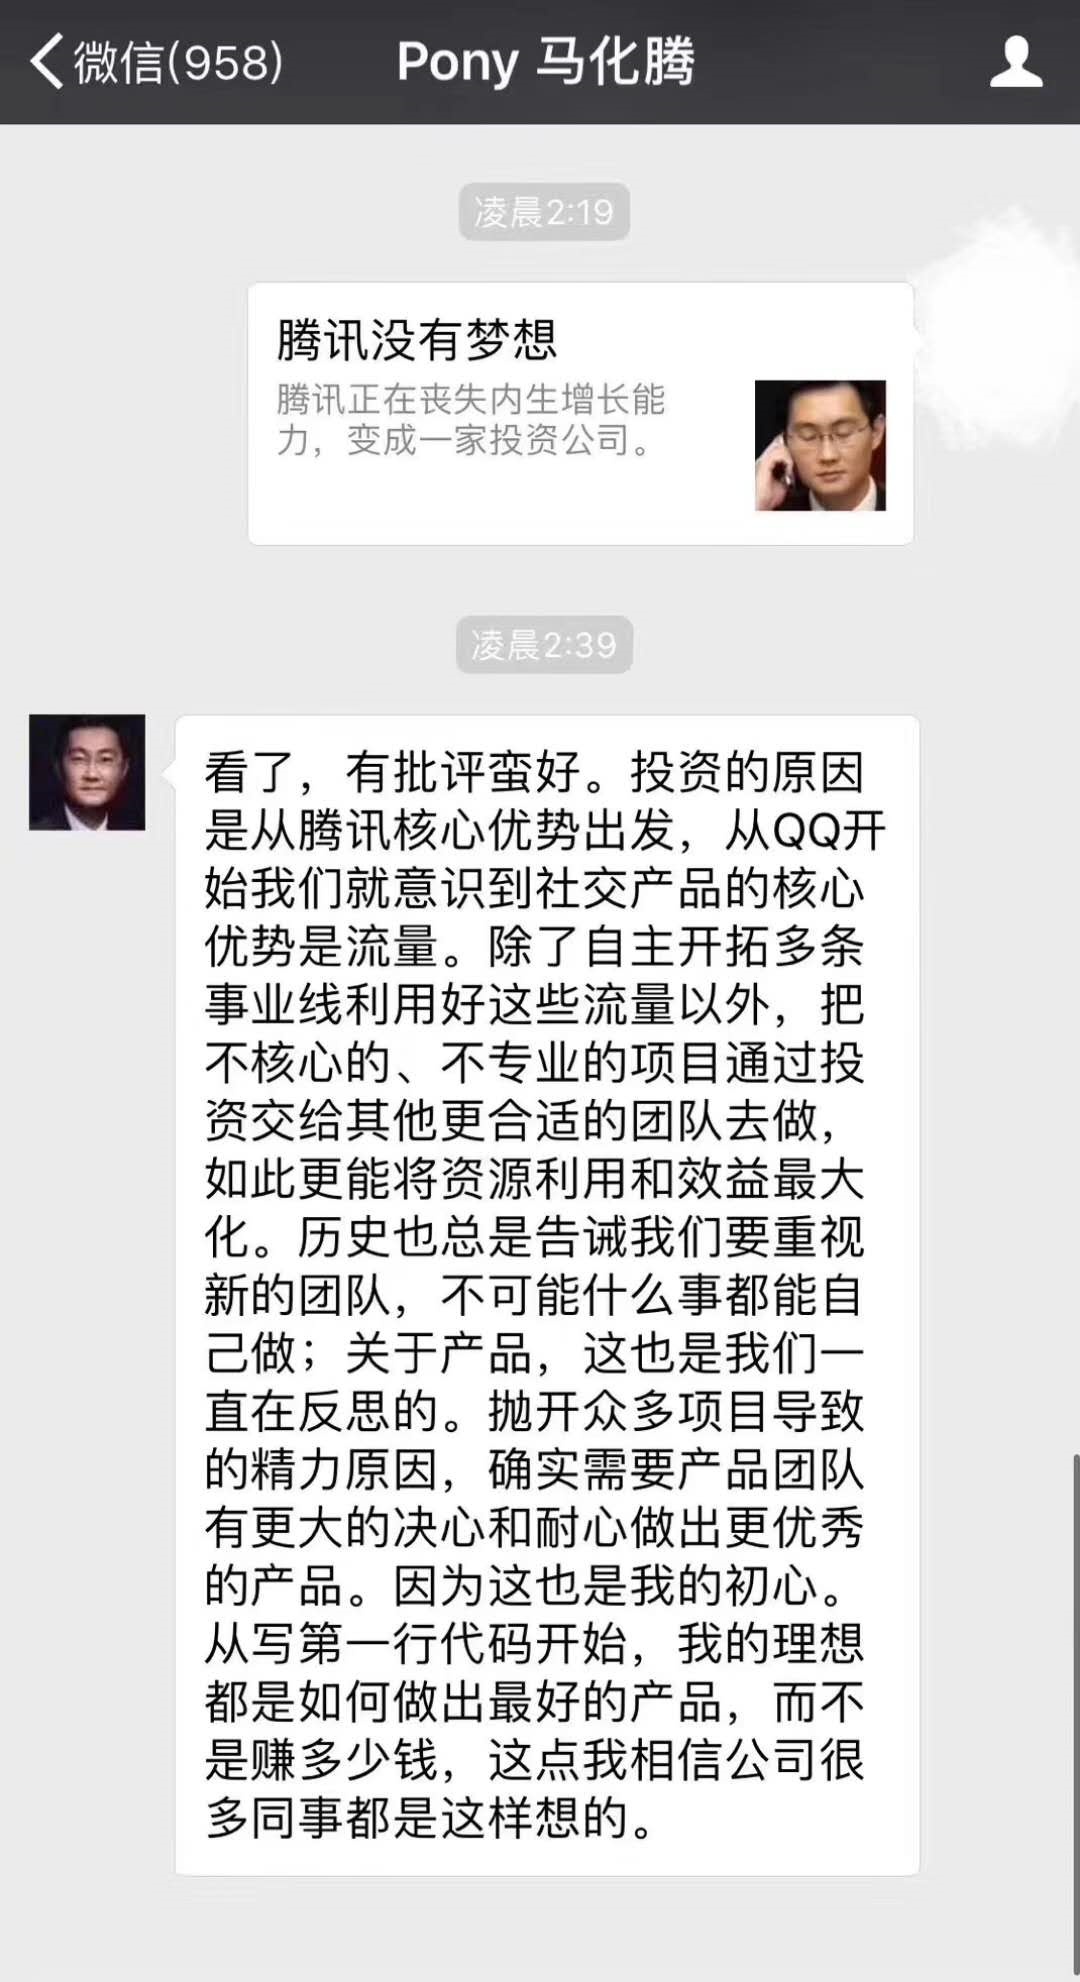 微信(958)
Pony 马化腾
凌晨2:19
腾讯没有梦想
腾讯正在丧失内生增长能
力，变成一家投资公司。
凌晨2:39
看了，有批评蛮好。投资的原因
是从腾讯核心优势出发，从QQ开
始我们就意识到社交产品的核心
优势是流量。除了自主开拓多条
事业线利用好这些流量以外，把
不核心的、不专业的项目通过投
资交给其他更合适的团队去做，
如此更能将资源利用和效益最大
化。历史也总是告诫我们要重视
新的团队，不可能什么事都能自
己做；关于产品，这也是我们一
直在反思的。抛开众多项目导致
的精力原因，确实需要产品团队
有更大的决心和耐心做出更优秀
的产品。因为这也是我的初心。
从写第一行代码开始，我的理想
都是如何做出最好的产品，而不
是赚多少钱，这点我相信公司很
多同事都是这样想的。